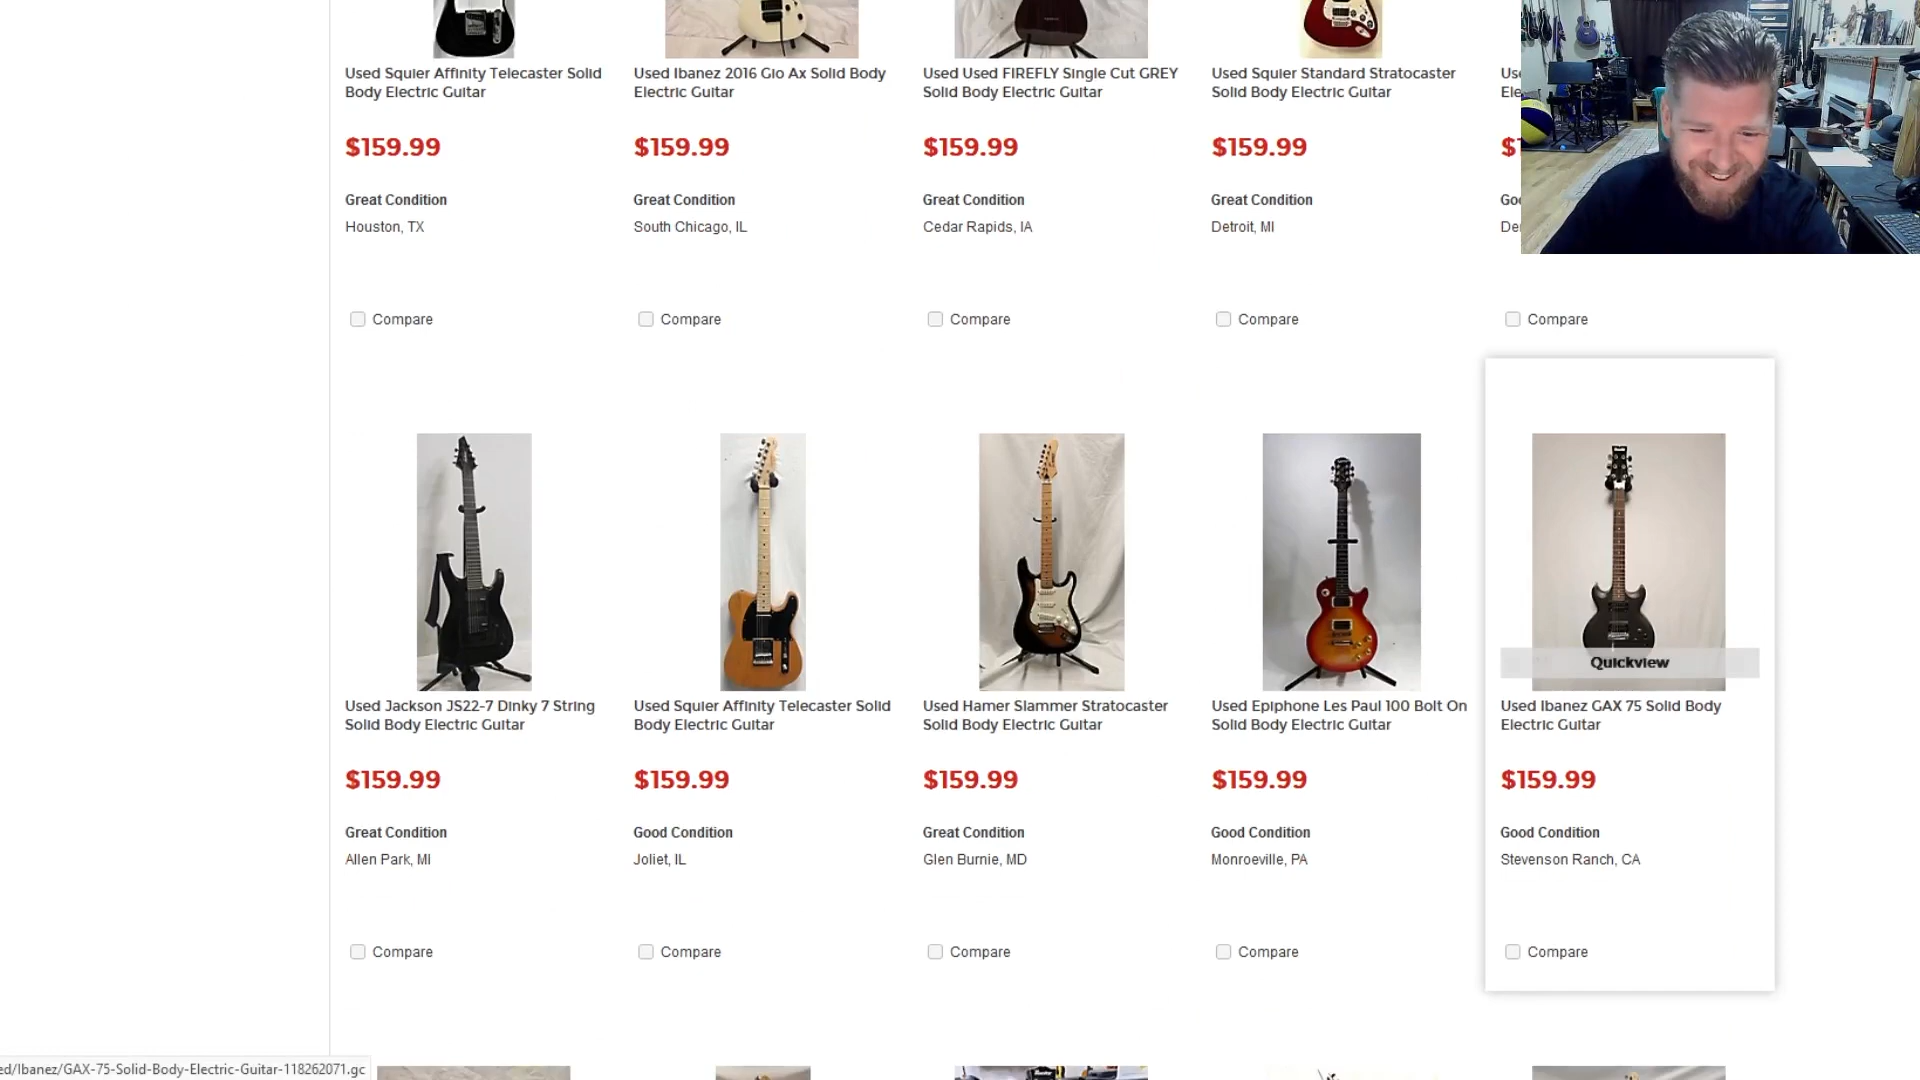 Used Squier Affinity Telecaster Solid
Body Electric Guitar
$159.99
Great Condition
Houston, TX
Compare
Used Ibanez 2016 Gio Ax Solid Body
Electric Guitar
$159.99
Great Condition
South Chicago, IL
Compare
Used Used FIREFLY Single Cut GREY
Solid Body Electric Guitar
$159.99
Great Condition
Cedar Rapids, IA
Compare
Used Squier Standard Stratocaster
Solid Body Electric Guitar
$159.99
Great Condition
Detroit, MI
Compare
Compare
Used Jackson JS22-7 Dinky 7 String
Solid Body Electric Guitar
$159.99
Great Condition
Allen Park, MI
Compare
Used Squier Affinity Telecaster Solid
Body Electric Guitar
$159.99
Good Condition
Joliet, IL
Compare
Used Hamer Slammer Stratocaster
Solid Body Electric Guitar
$159.99
Great Condition
Glen Burnie, MD
Compare
Used Epiphone Les Paul 100 Bolt On
Solid Body Electric Guitar
$159.99
Good Condition
Monroeville, PA
Compare
Quickview
Used Ibanez GAX 75 Solid Body
Electric Guitar
$159.99
Good Condition
Stevenson Ranch, CA
Compare
ed/Ibanez/GAX-75-Solid-Body-Electric-Guitar-118262071.gc